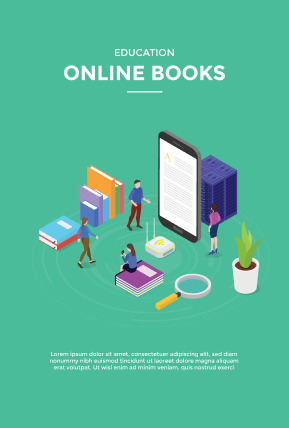 EDUCATION
ONLINE BOOKS
A
Lorem ipsum dolor sit amet, consectetuer adipiscing elit, sed diam
nonummy nibh euismod tincidunt ut laoreet dolore magna aliquam
erat volutpat. Ut wisi enim ad minim veniam, quis nostrud exerci